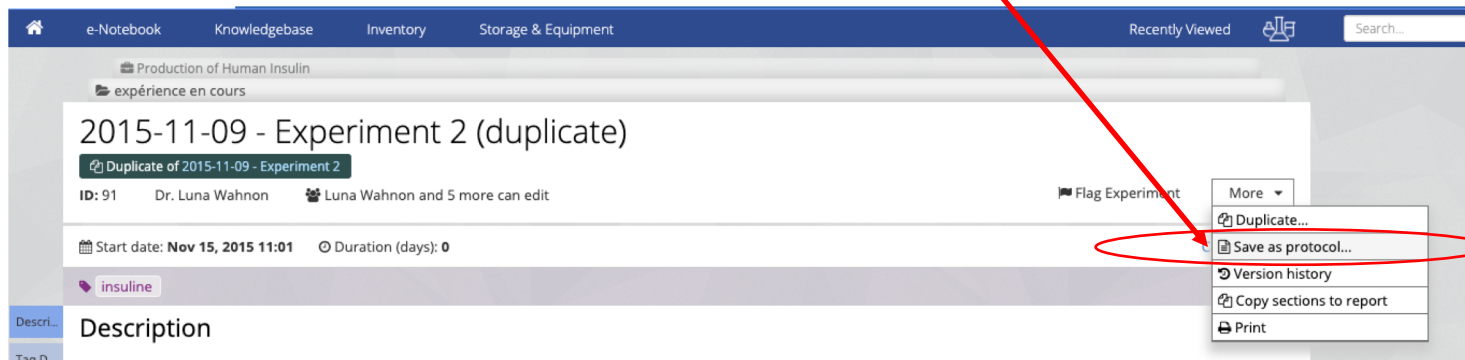 e-Notebook Knowledgebase Inventory Storage & Equipment Recently Viewed Search...
Production of Human Insulin
expérience en cours
2015-11-09 - Experiment 2 (duplicate)
Duplicate of 2015-11-09 - Experiment 2
ID: 91 Dr. Luna Wahnon Luna Wahnon and 5 more can edit Flag Experiment More
Duplicate...
Start date: Nov 15, 2015 11:01 Duration (days): 0 Save as protocol...
Version history
insuline
Copy sections to report
Print
Descri...
Description